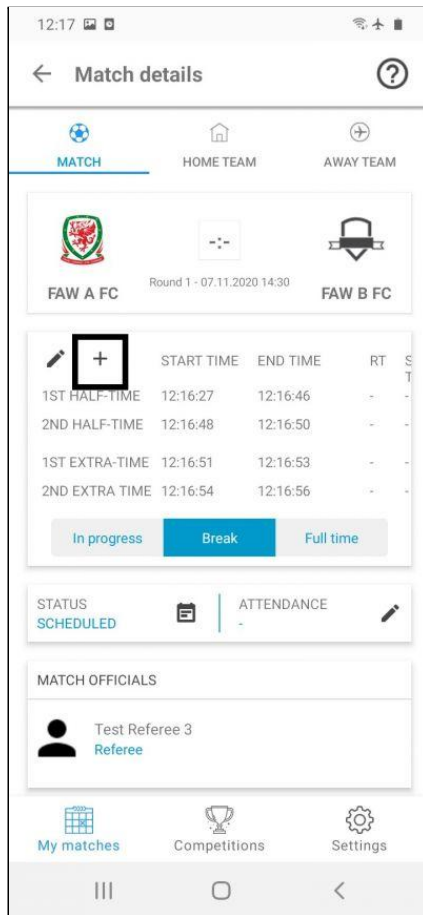 12:17
Match details
MATCH HOME TEAM AWAY TEAM
-:-
Round 1 - 07.11.2020 14:30
FAW A FC FAW B FC
+ START TIME END TIME RT S
T
1ST HALF-TIME 12:16:27 12:16:46 - -
2ND HALF-TIME 12:16:48 12:16:50 - -
1ST EXTRA-TIME 12:16:51 12:16:53 - -
2ND EXTRA TIME 12:16:54 12:16:56 - -
In progress Break Full time
STATUS ATTENDANCE
SCHEDULED -
MATCH OFFICIALS
Test Referee 3
Referee
My matches Competitions Settings